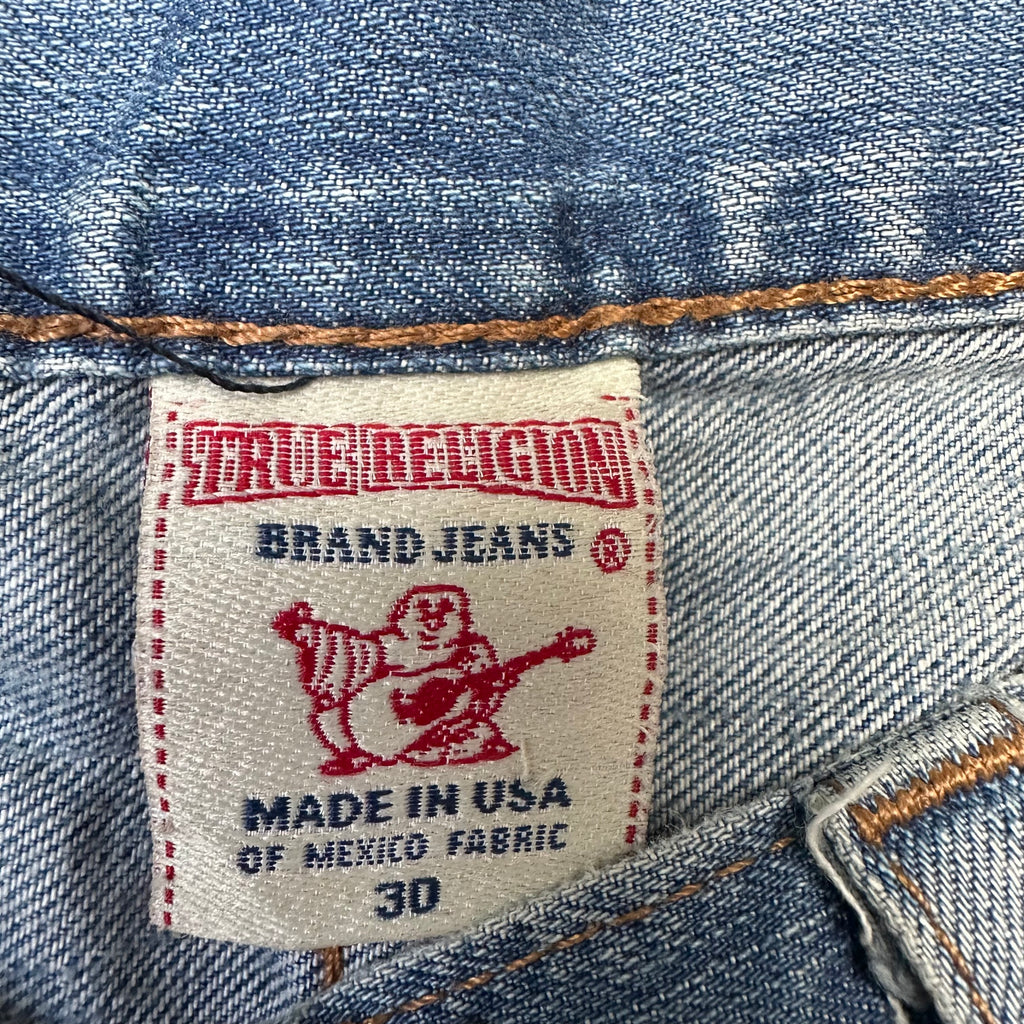 TRUE RELIGION
BRAND JEANS ®
MADE IN USA
OF MEXICO FABRIC
30